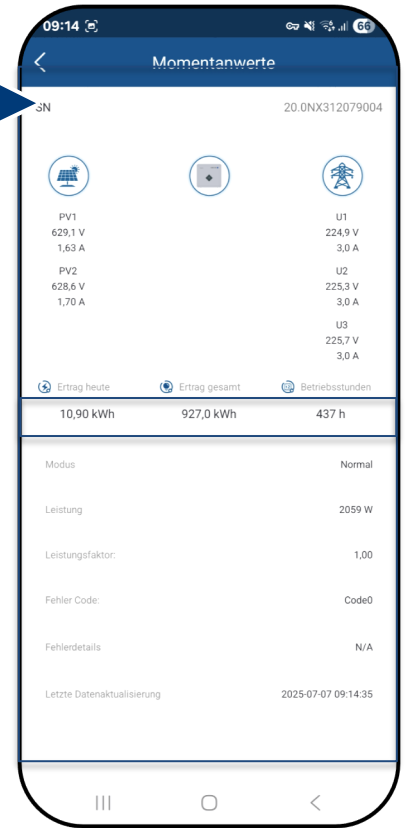 09:14
66
Momentanwerte
SN 20.0NX312079004
PV1 U1
629,1 V 224,9 V
1,63 A 3,0 A
PV2 U2
628,6 V 225,3 V
1,70 A 3,0 A
U3
225,7 V
3,0 A
Ertrag heute Ertrag gesamt Betriebsstunden
10,90 kWh 927,0 kWh 437 h
Modus Normal
Leistung 2059 W
Leistungsfaktor: 1,00
Fehler Code: Code0
Fehlerdetails N/A
Letzte Datenaktualisierung 2025-07-07 09:14:35